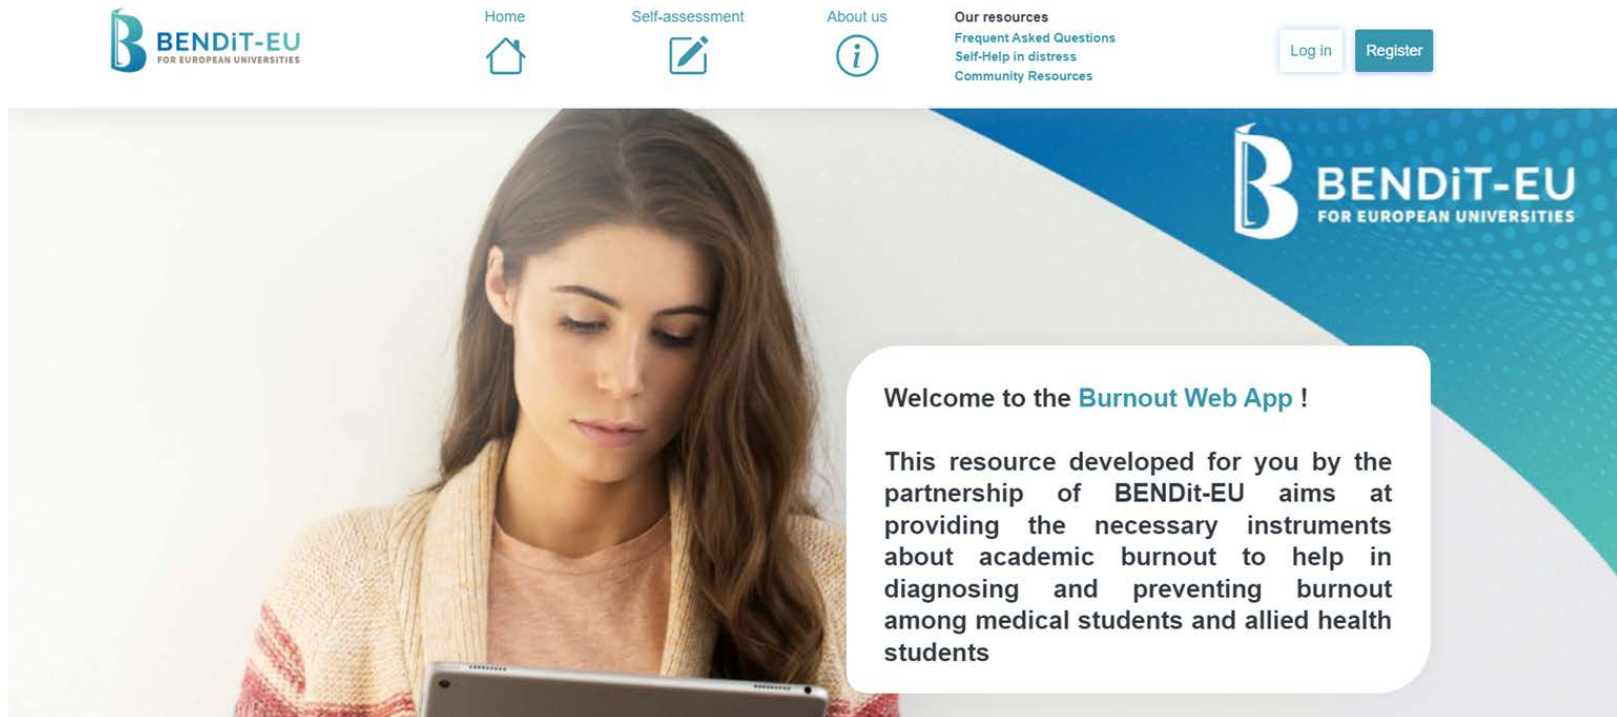 BENDiT-EU
FOR EUROPEAN UNIVERSITIES
Home
Self-assessment
About us
Our resources
Frequent Asked Questions
Self-Help in distress
Community Resources
Log in
Register
BENDiT-EU
FOR EUROPEAN UNIVERSITIES
Welcome to the Burnout Web App !
This resource developed for you by the
partnership of BENDit-EU aims at
providing the necessary instruments
about academic burnout to help in
diagnosing and preventing burnout
among medical students and allied health
students